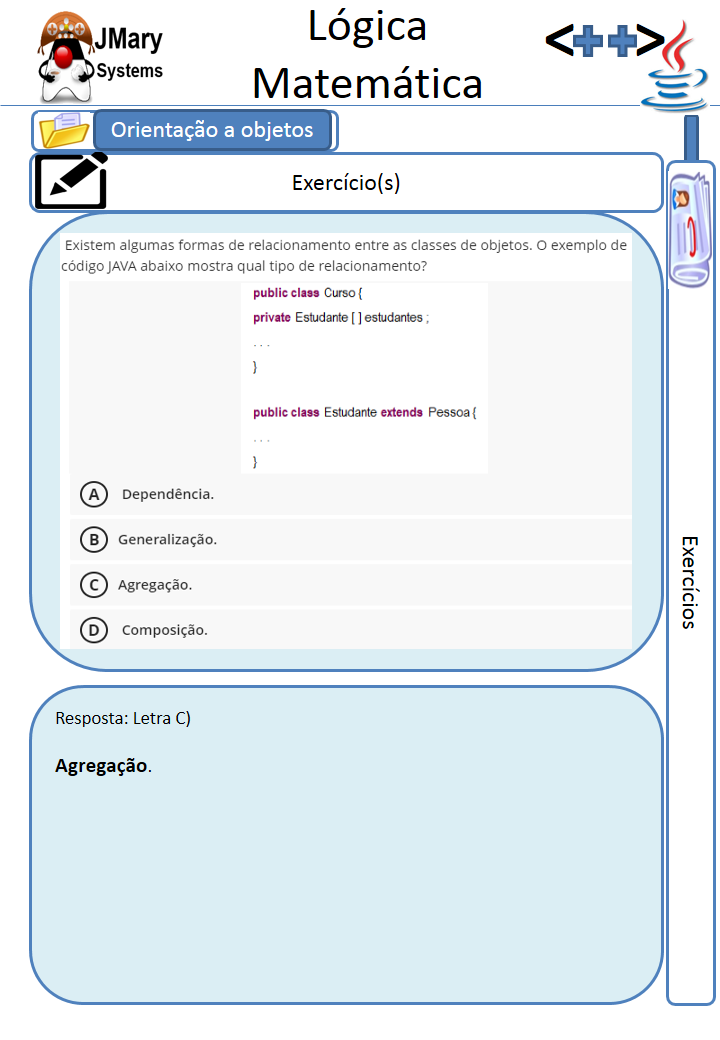 JMary
Systems
Lógica
Matemática
<++>
Orientação a objetos
Exercício(s)
Existem algumas formas de relacionamento entre as classes de objetos. O exemplo de
código JAVA abaixo mostra qual tipo de relacionamento?
public class Curso {
private Estudante [ ] estudantes ;
. . .
}
public class Estudante extends Pessoa {
. . .
}
A Dependência.
B Generalização.
C Agregação.
D Composição.
Exercícios
Resposta: Letra C)
Agregação.